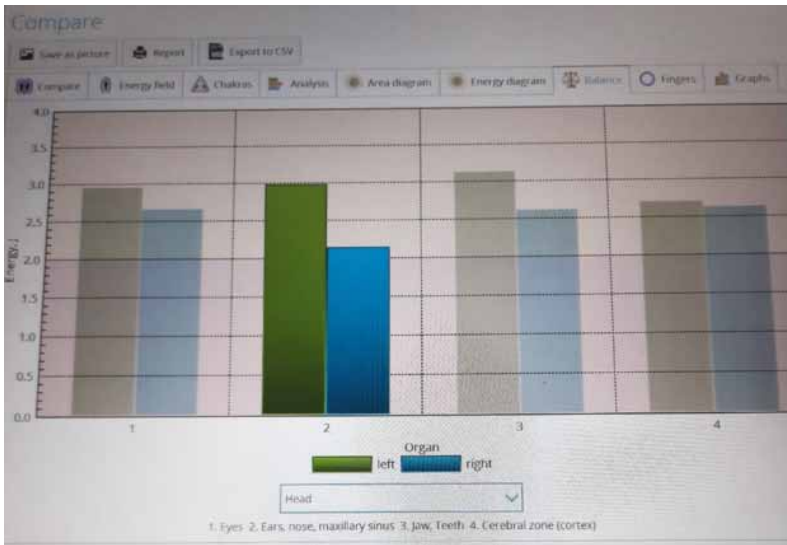 Compare
Save as picture Report Export to CSV
Compare Energy field Chakras Analysis Area diagram Energy diagram Balance Fingers Graphs
4.0
3.5
3.0
2.5
2.0
1.5
1.0
0.5
0.0
Energy, J
1 2 3 4
Organ
left right
Head
1. Eyes 2. Ears, nose, maxillary sinus 3. Jaw, Teeth 4. Cerebral zone (cortex)